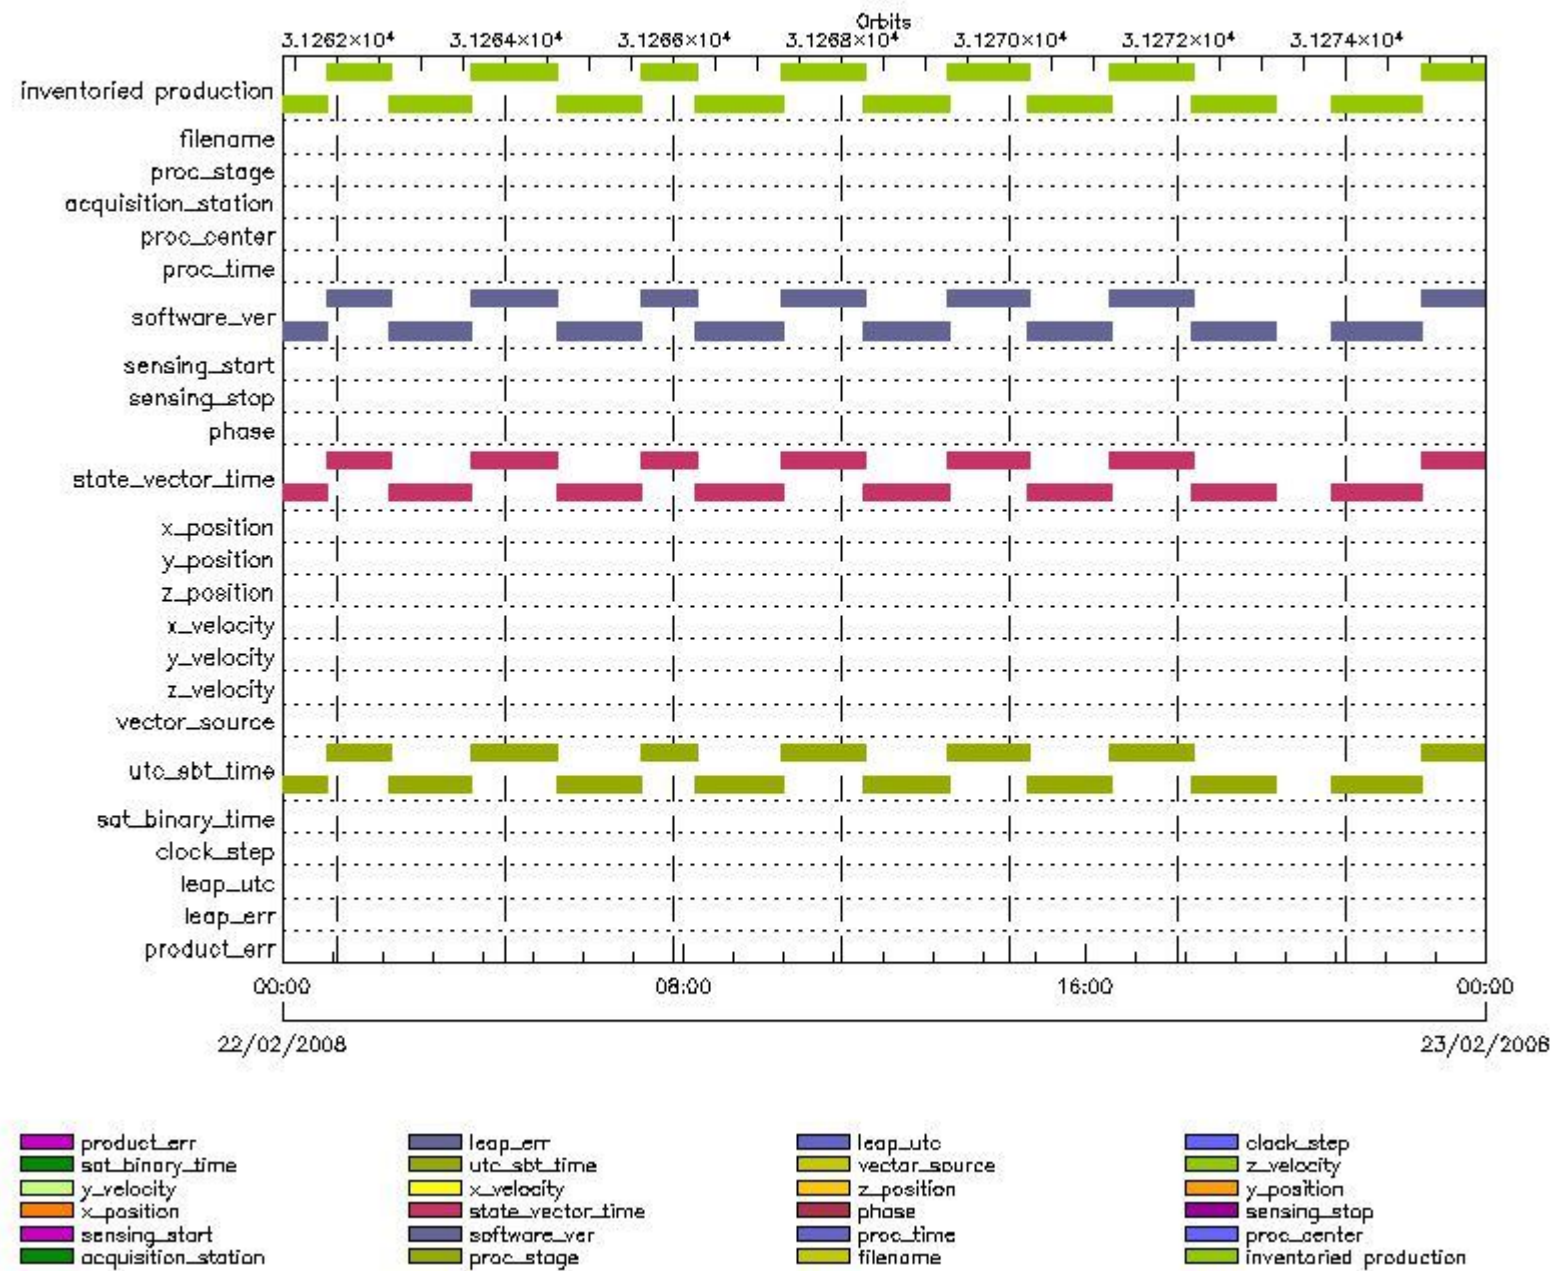 Orbits
3.1262×10⁴ 3.1264×10⁴ 3.1266×10⁴ 3.1268×10⁴ 3.1270×10⁴ 3.1272×10⁴ 3.1274×10⁴
inventoried production
filename
proc_stage
acquisition_station
proc_center
proc_time
software_ver
sensing_start
sensing_stop
phase
state_vector_time
x_position
y_position
z_position
x_velocity
y_velocity
z_velocity
vector_source
utc_sbt_time
sat_binary_time
clock_step
leap_utc
leap_err
product_err
00:00 08:00 16:00 00:00
22/02/2008 23/02/2008
product_err leap_err leap_utc clock_step
sat_binary_time utc_sbt_time vector_source z_velocity
y_velocity x_velocity z_position y_position
x_position state_vector_time phase sensing_stop
sensing_start software_ver proc_time proc_center
acquisition_station proc_stage filename inventoried production